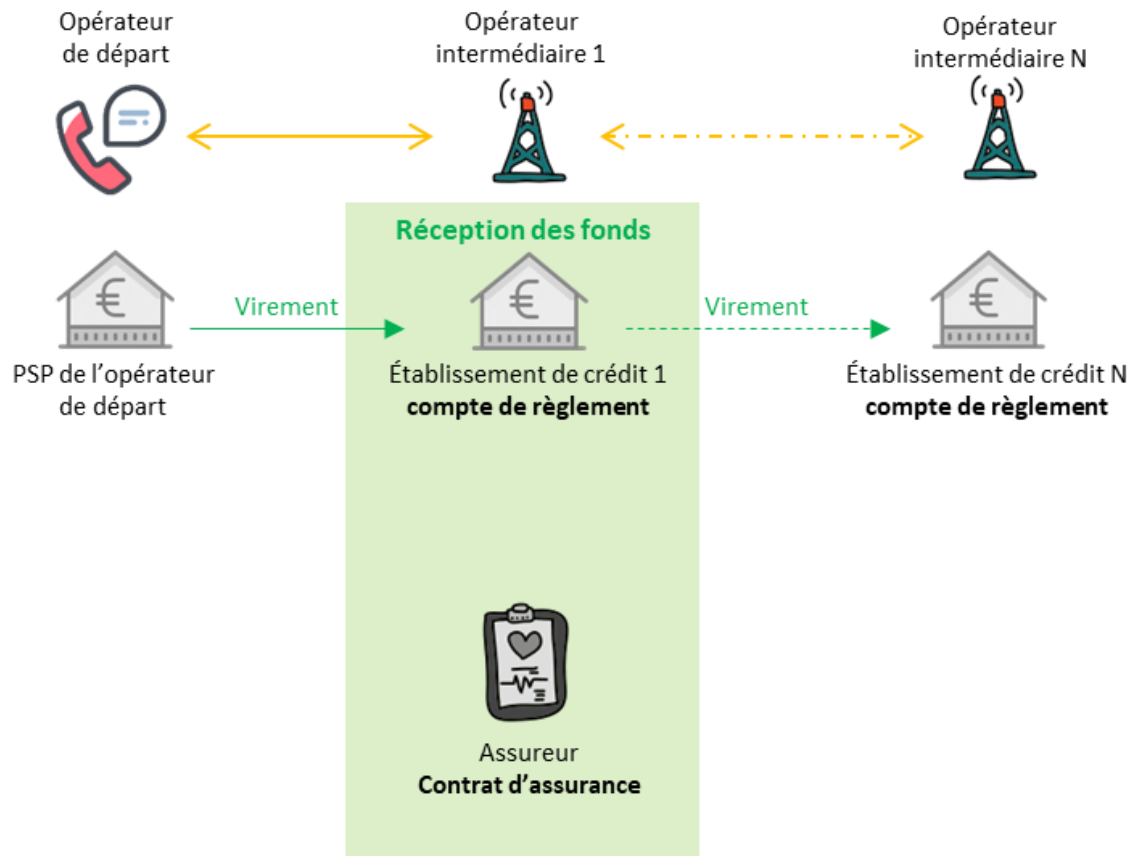 Opérateur
de départ
Opérateur
intermédiaire 1
Opérateur
intermédiaire N
Réception des fonds
€
Virement
€
Virement
€
PSP de l'opérateur
de départ
Établissement de crédit 1
compte de règlement
Établissement de crédit N
compte de règlement
Assureur
Contrat d'assurance